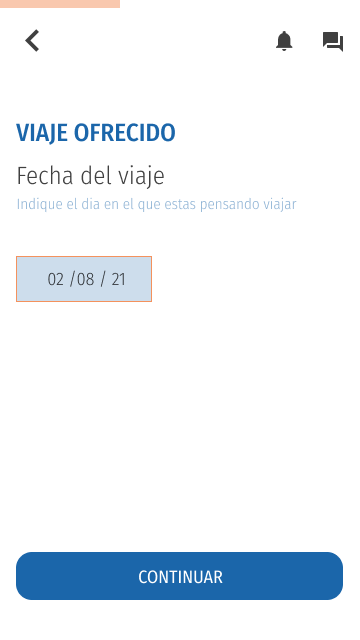 VIAJE OFRECIDO
Fecha del viaje
Indique el dia en el que estas pensando viajar
02 /08 / 21
CONTINUAR